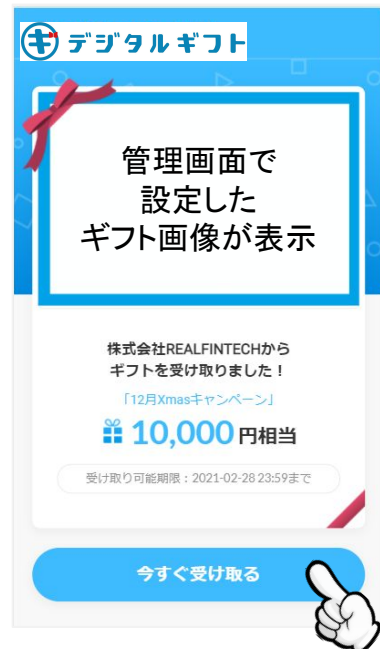 デジタルギフト
管理画面で
設定した
ギフト画像が表示
株式会社REALFINTECHから
ギフトを受け取りました！
「12月Xmasキャンペーン」
10,000円相当
受け取り可能期限：2021-02-28 23:59まで
今すぐ受け取る